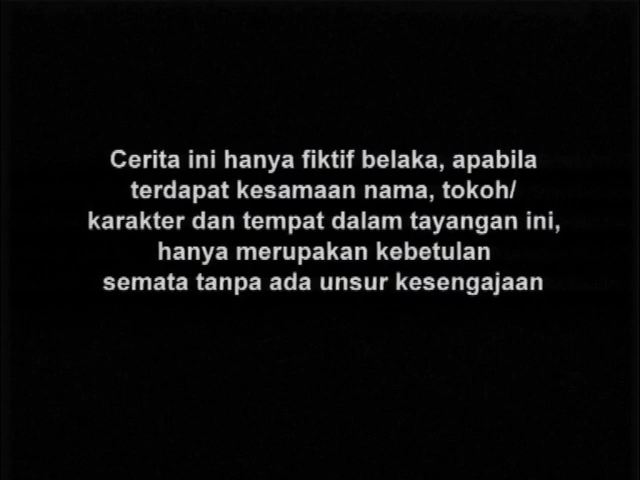 Cerita ini hanya fiktif belaka, apabila
terdapat kesamaan nama, tokoh/
karakter dan tempat dalam tayangan ini,
hanya merupakan kebetulan
semata tanpa ada unsur kesengajaan